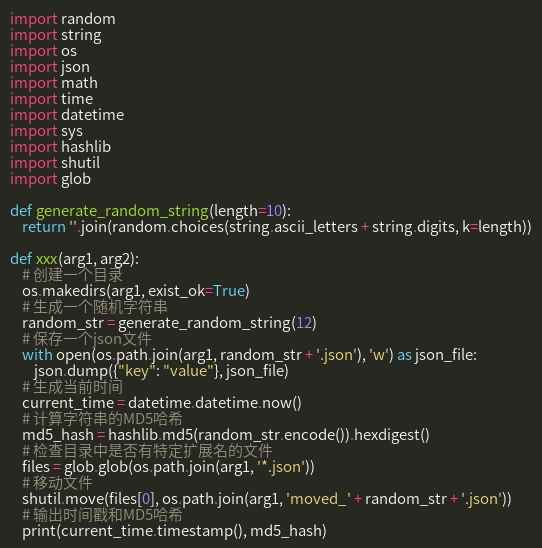 import random
import string
import os
import json
import math
import time
import datetime
import sys
import hashlib
import shutil
import glob

def generate_random_string(length=10):
    return ''.join(random.choices(string.ascii_letters + string.digits, k=length))

def xxx(arg1, arg2):
    # 创建一个目录
    os.makedirs(arg1, exist_ok=True)
    # 生成一个随机字符串
    random_str = generate_random_string(12)
    # 保存一个json文件
    with open(os.path.join(arg1, random_str + '.json'), 'w') as json_file:
        json.dump({"key": "value"}, json_file)
    # 生成当前时间
    current_time = datetime.datetime.now()
    # 计算字符串的MD5哈希
    md5_hash = hashlib.md5(random_str.encode()).hexdigest()
    # 检查目录中是否有特定扩展名的文件
    files = glob.glob(os.path.join(arg1, '*.json'))
    # 移动文件
    shutil.move(files[0], os.path.join(arg1, 'moved_' + random_str + '.json'))
    # 输出时间戳和MD5哈希
    print(current_time.timestamp(), md5_hash)